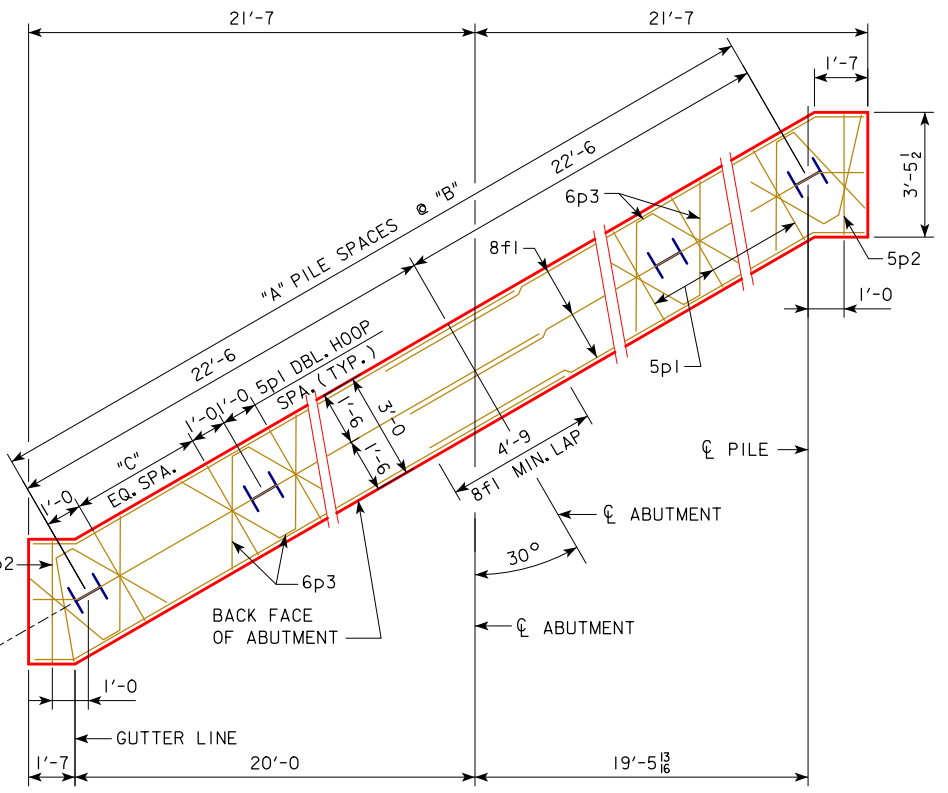 21'-7
21'-7
1'-7
22'-6
3'-5½
"A" PILE SPACES @ "B"
6p3
8f1
5p2
22'-6
1'-0
5p1 DBL. HOOP
SPA. (TYP.)
5p1
1'-0
1'-0
1'-6
3'-0
"C"
EQ. SPA.
1'-6
4'-9
8f1 MIN. LAP
℄ PILE
1'-0
℄ ABUTMENT
30°
p2
6p3
BACK FACE
OF ABUTMENT
℄ ABUTMENT
1'-0
GUTTER LINE
1'-7
20'-0
19'-5 13/16